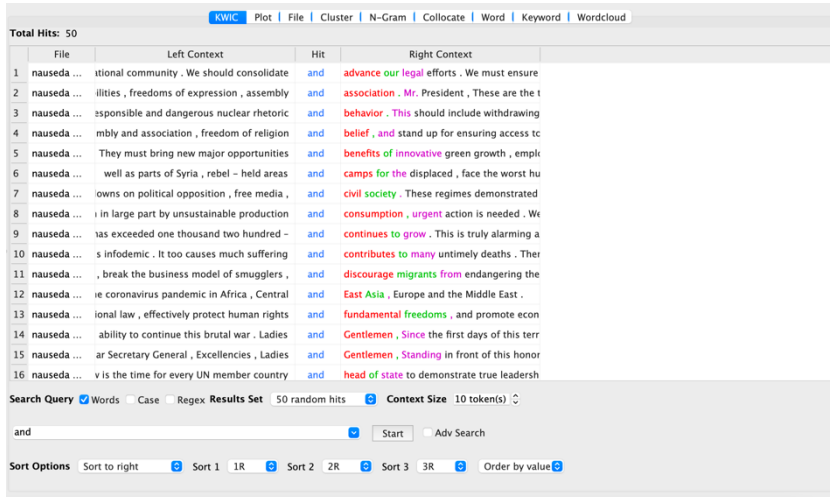 KWIC Plot File Cluster N-Gram Collocate Word Keyword Wordcloud
Total Hits: 50
File Left Context Hit Right Context
1 nauseda ... ational community . We should consolidate and advance our legal efforts . We must ensure
2 nauseda ... ilities , freedoms of expression , assembly and association . Mr. President , These are the t
3 nauseda ... esponsible and dangerous nuclear rhetoric and behavior . This should include withdrawing
4 nauseda ... mbly and association , freedom of religion and belief , and stand up for ensuring access to
5 nauseda ... They must bring new major opportunities and benefits of innovative green growth , emplo
6 nauseda ... well as parts of Syria , rebel – held areas and camps for the displaced , face the worst hu
7 nauseda ... owns on political opposition , free media , and civil society . These regimes demonstrated
8 nauseda ... in large part by unsustainable production and consumption , urgent action is needed . We
9 nauseda ... has exceeded one thousand two hundred – and continues to grow . This is truly alarming a
10 nauseda ... s infodemic . It too causes much suffering and contributes to many untimely deaths . Ther
11 nauseda ... , break the business model of smugglers , and discourage migrants from endangering the
12 nauseda ... e coronavirus pandemic in Africa , Central and East Asia , Europe and the Middle East .
13 nauseda ... ional law , effectively protect human rights and fundamental freedoms , and promote econ
14 nauseda ... ability to continue this brutal war . Ladies and Gentlemen , Since the first days of this terr
15 nauseda ... ar Secretary General , Excellencies , Ladies and Gentlemen , Standing in front of this honor
16 nauseda ... w is the time for every UN member country and head of state to demonstrate true leadersh
Search Query Words Case Regex Results Set 50 random hits Context Size 10 token(s)
and Start Adv Search
Sort Options Sort to right Sort 1 1R Sort 2 2R Sort 3 3R Order by value